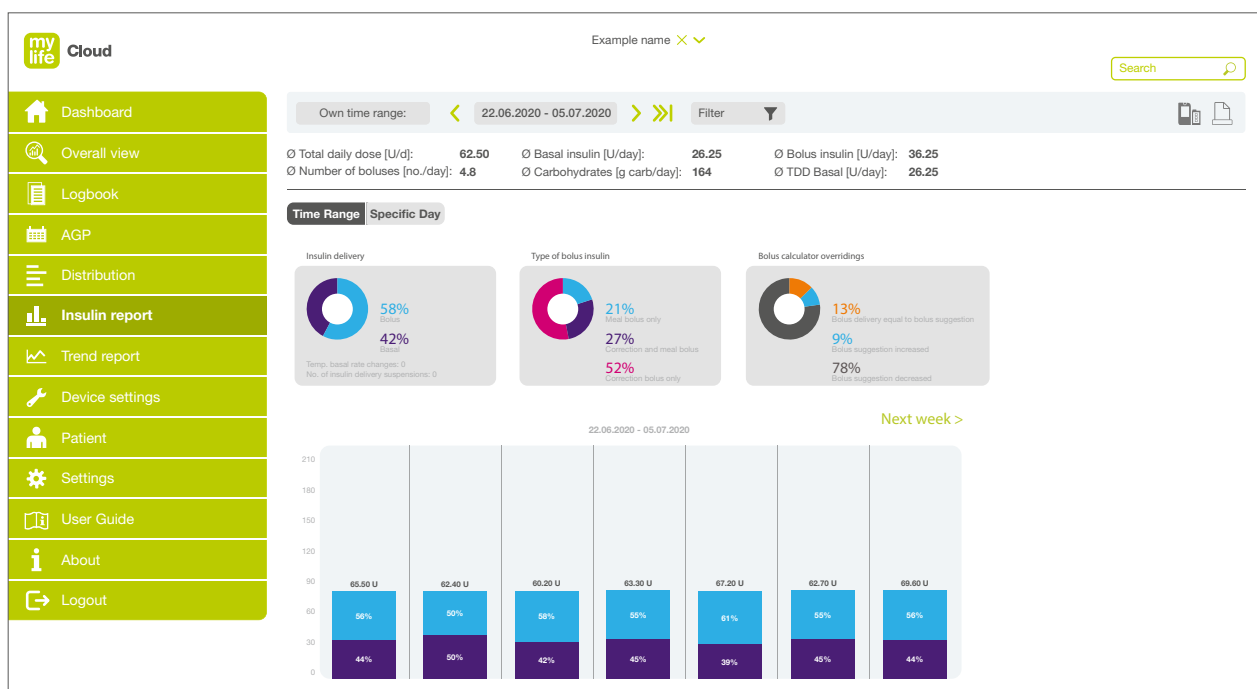 my life Cloud
Example name
Search
Dashboard
Overall view
Logbook
AGP
Distribution
Insulin report
Trend report
Device settings
Patient
Settings
User Guide
About
Logout
Own time range: 22.06.2020 - 05.07.2020 Filter
Ø Total daily dose [U/d]: 62.50 Ø Basal insulin [U/day]: 26.25 Ø Bolus insulin [U/day]: 36.25
Ø Number of boluses [no./day]: 4.8 Ø Carbohydrates [g carb/day]: 164 Ø TDD Basal [U/day]: 26.25
Time Range Specific Day
Insulin delivery
58%
Bolus
42%
Basal
Temp. basal rate changes: 0
No. of insulin delivery suspensions: 0
Type of bolus insulin
21%
Meal bolus only
27%
Correction and meal bolus
52%
Correction bolus only
Bolus calculator overridings
13%
Bolus delivery equal to bolus suggestion
9%
Bolus suggestion increased
78%
Bolus suggestion decreased
Next week >
22.06.2020 - 05.07.2020
210
180
150
120
90
60
30
0
65.50 U 62.40 U 60.20 U 63.30 U 67.20 U 62.70 U 69.60 U
56% 50% 58% 55% 61% 55% 56%
44% 50% 42% 45% 39% 45% 44%